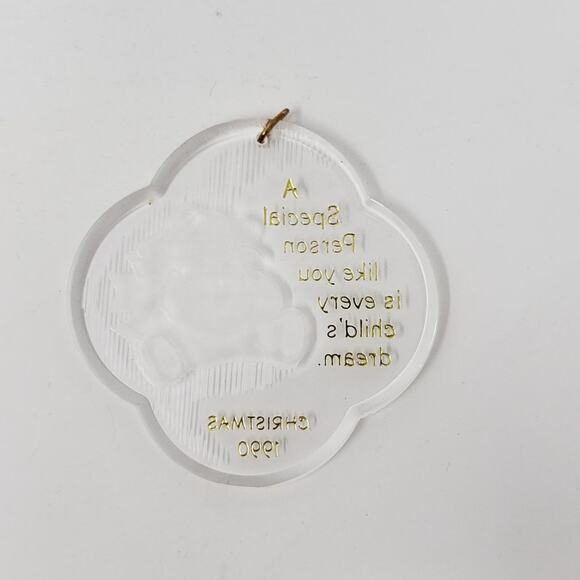 A
Special
Person
like you
is every
child's
dream.
CHRISTMAS
1990